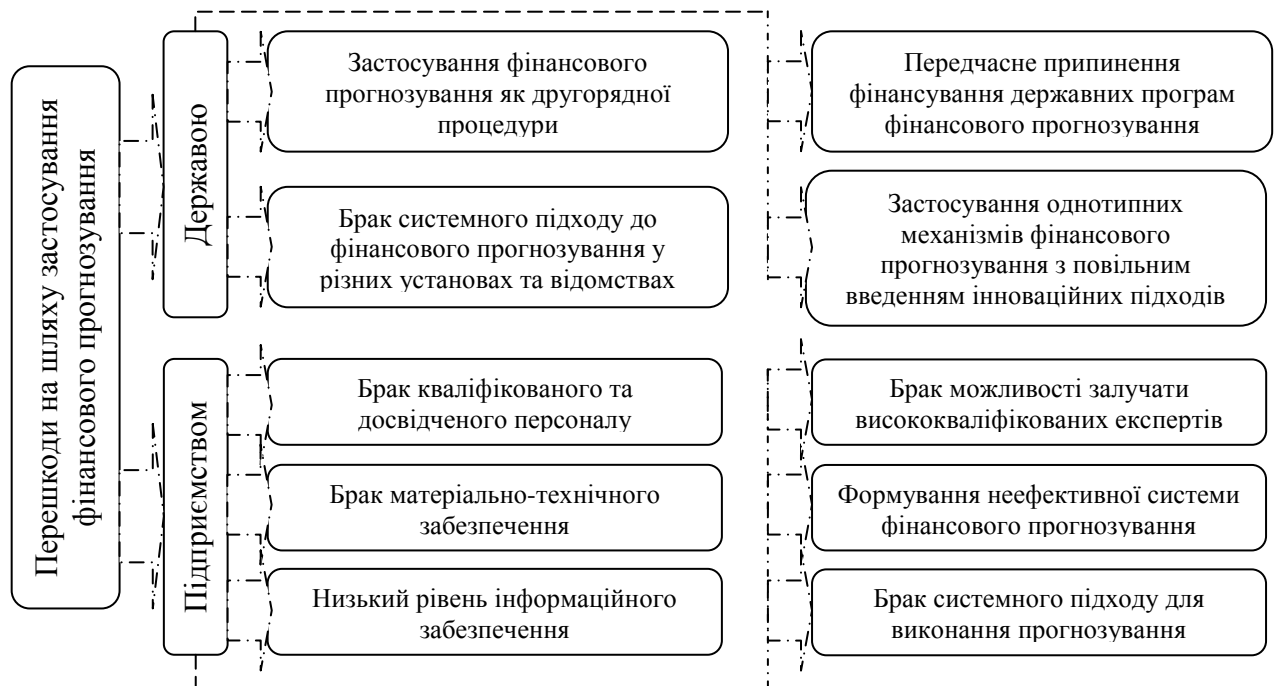 Перешкоди на шляху застосування
фінансового прогнозування
Державою
Застосування фінансового
прогнозування як другорядної
процедури
Брак системного підходу до
фінансового прогнозування у
різних установах та відомствах
Передчасне припинення
фінансування державних програм
фінансового прогнозування
Застосування однотипних
механізмів фінансового
прогнозування з повільним
введенням інноваційних підходів
Підприємством
Брак кваліфікованого та
досвідченого персоналу
Брак матеріально-технічного
забезпечення
Низький рівень інформаційного
забезпечення
Брак можливості залучати
висококваліфікованих експертів
Формування неефективної системи
фінансового прогнозування
Брак системного підходу для
виконання прогнозування